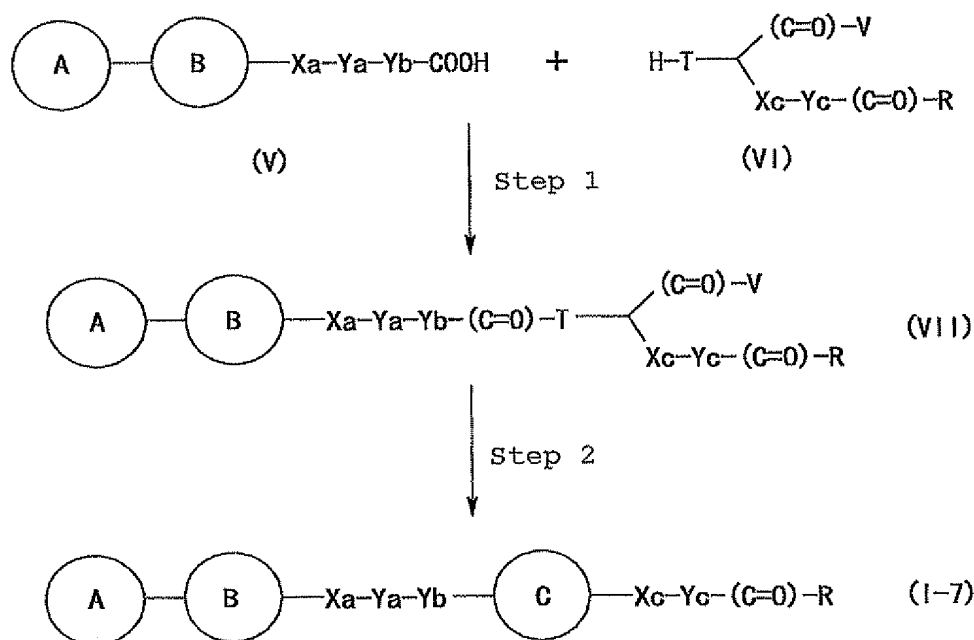 (C=O)-V
A B -Xa-Ya-Yb-COOH + H-T
Xc-Yc-(C=O)-R
(V) (VI)
Step 1
(C=O)-V
A B -Xa-Ya-Yb-(C=O)-T (VII)
Xc-Yc-(C=O)-R
Step 2
A B -Xa-Ya-Yb- C -Xc-Yc-(C=O)-R (I-7)